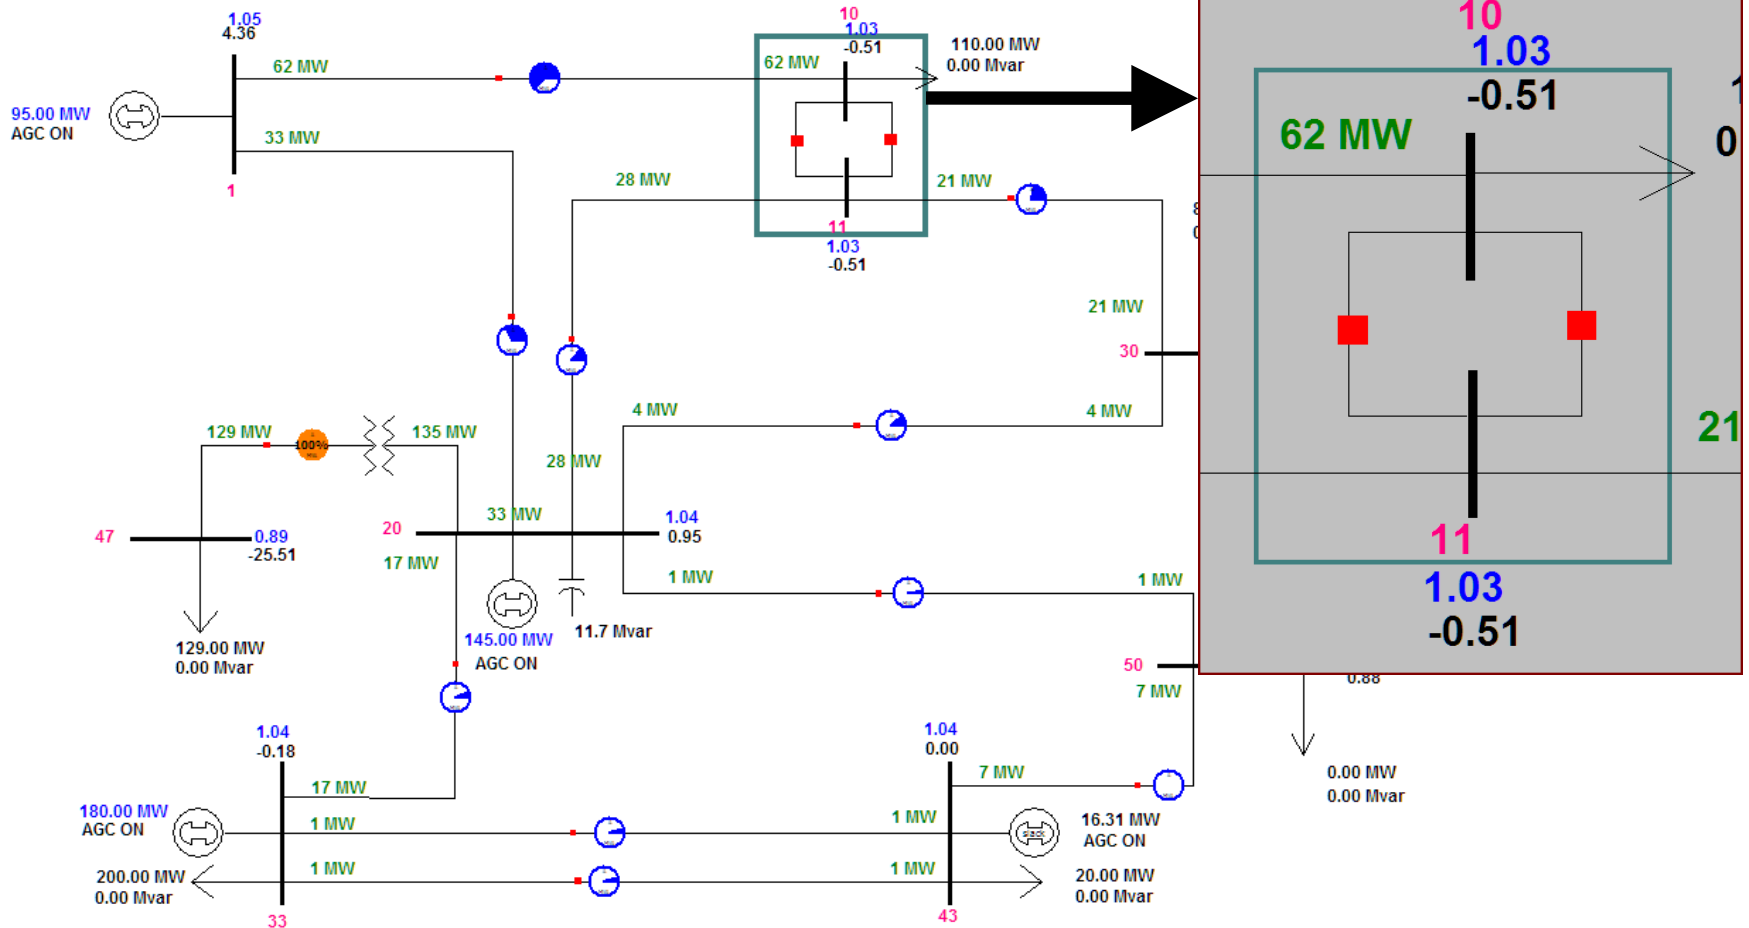 1.05
4.36
62 MW
95.00 MW
AGC ON
33 MW
1
10
1.03
-0.51
62 MW
110.00 MW
0.00 Mvar
28 MW
21 MW
11
1.03
-0.51
21 MW
30
4 MW
4 MW
28 MW
129 MW
100%
135 MW
47
0.89
-25.51
129.00 MW
0.00 Mvar
20
33 MW
1.04
0.95
17 MW
145.00 MW
AGC ON
11.7 Mvar
1 MW
1 MW
50
7 MW
1.04
-0.18
17 MW
180.00 MW
AGC ON
1 MW
200.00 MW
0.00 Mvar
1 MW
33
1.04
0.00
7 MW
1 MW
slack
16.31 MW
AGC ON
1 MW
20.00 MW
0.00 Mvar
43
0.88
0.00 MW
0.00 Mvar
10
1.03
-0.51
62 MW
0
21
11
1.03
-0.51